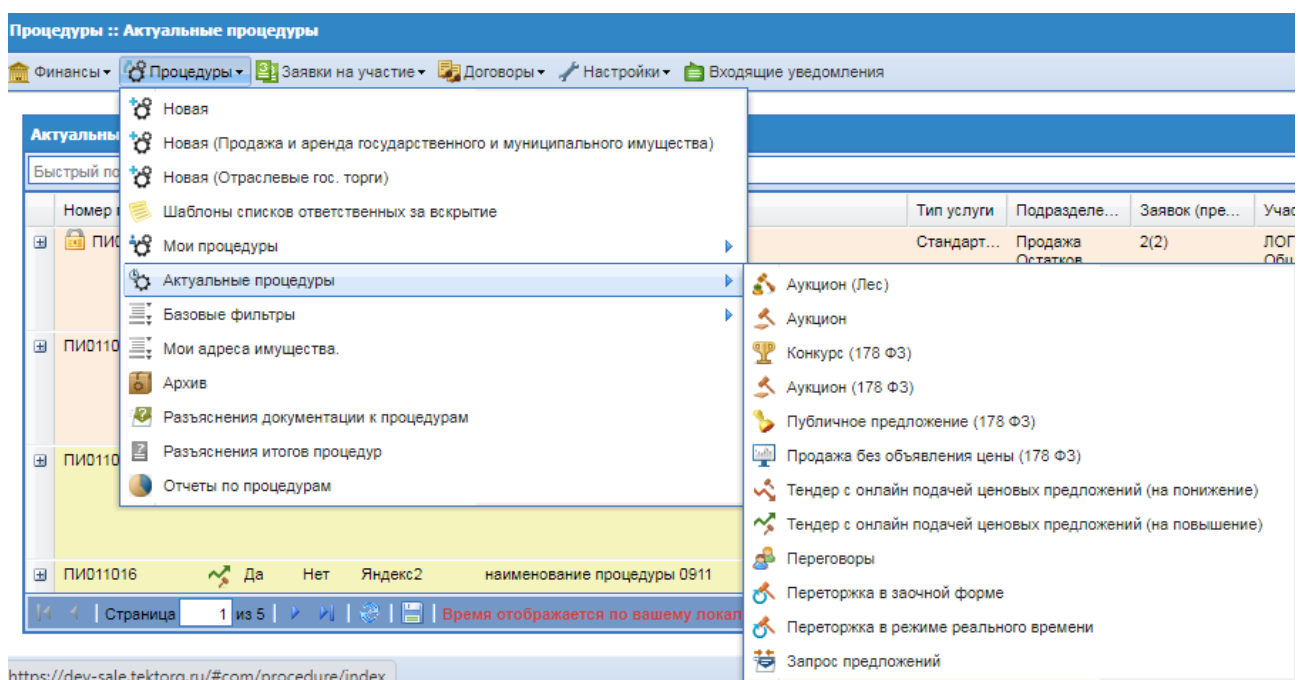 Процедуры :: Актуальные процедуры
Финансы Процедуры Заявки на участие Договоры Настройки Входящие уведомления
Новая
Новая (Продажа и аренда государственного и муниципального имущества)
Новая (Отраслевые гос. торги)
Шаблоны списков ответственных за вскрытие
Мои процедуры
Актуальные процедуры
Базовые фильтры
Мои адреса имущества.
Архив
Разъяснения документации к процедурам
Разъяснения итогов процедур
Отчеты по процедурам
Аукцион (Лес)
Аукцион
Конкурс (178 ФЗ)
Аукцион (178 ФЗ)
Публичное предложение (178 ФЗ)
Продажа без объявления цены (178 ФЗ)
Тендер с онлайн подачей ценовых предложений (на понижение)
Тендер с онлайн подачей ценовых предложений (на повышение)
Переговоры
Переторжка в заочной форме
Переторжка в режиме реального времени
Запрос предложений
Актуальны
Быстрый по
Номер Тип услуги Подразделе... Заявок (пре... Учас
ПИ0 Стандарт... Продажа 2(2) ЛОГ
Остатков Общ
ПИ0110
ПИ0110
ПИ011016 Да Нет Яндекс2 наименование процедуры 0911
Страница 1 из 5 Время отображается по вашему локал
https://dev-sale.tektorg.ru/#com/procedure/index